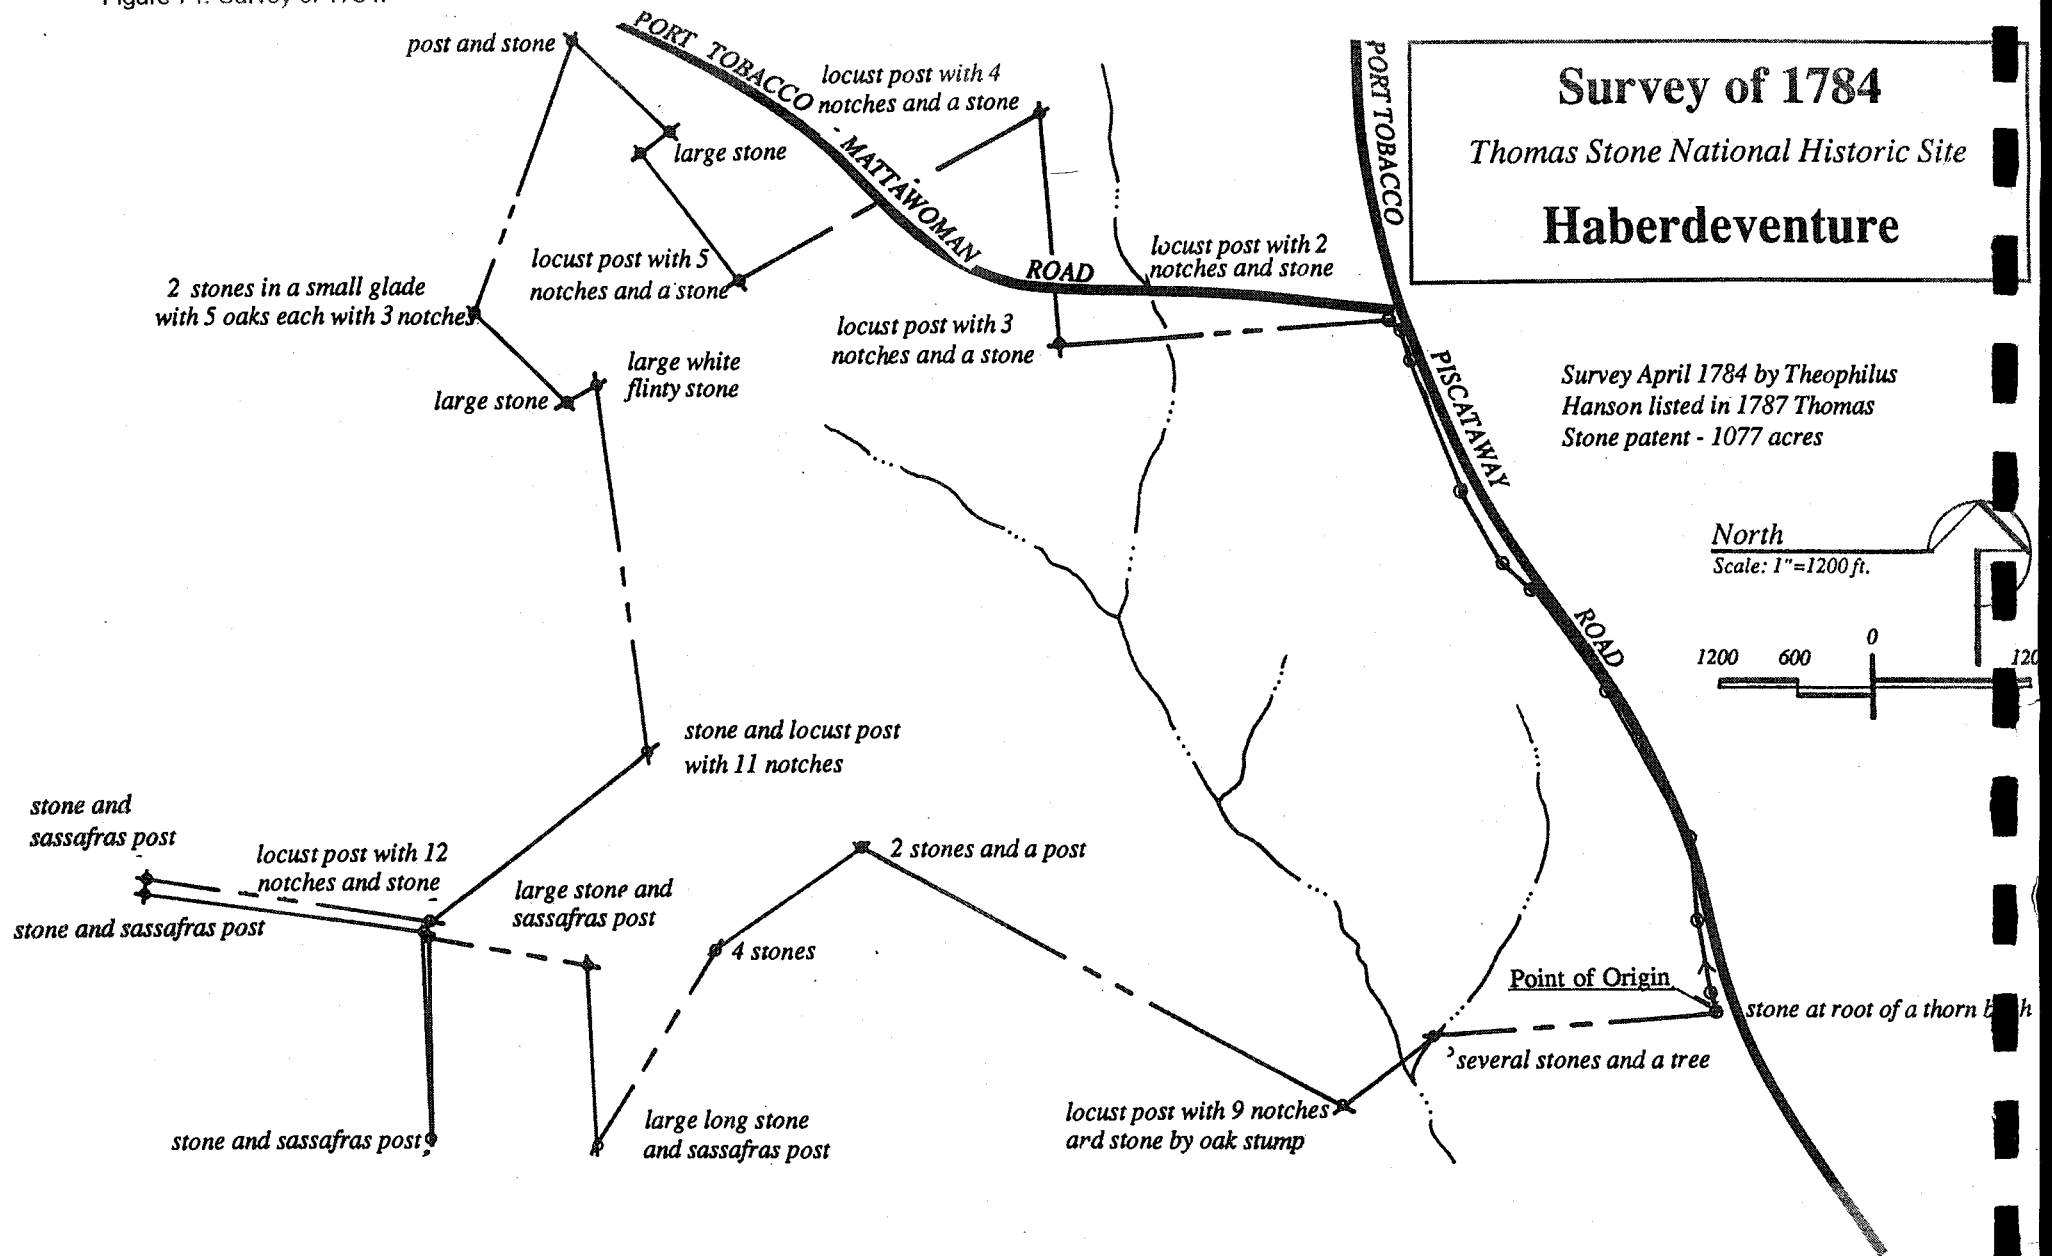 Survey of 1784
Thomas Stone National Historic Site
Haberdeventure
post and stone
PORT TOBACCO - MATTAWOMAN ROAD
locust post with 4
notches and a stone
PORT TOBACCO PISCATAWAY ROAD
large stone
locust post with 5
notches and a stone
locust post with 2
notches and stone
2 stones in a small glade
with 5 oaks each with 3 notches
locust post with 3
notches and a stone
large white
flinty stone
large stone
Survey April 1784 by Theophilus
Hanson listed in 1787 Thomas
Stone patent - 1077 acres
North
Scale: 1"=1200 ft.
1200 600 0
stone and locust post
with 11 notches
stone and
sassafras post
locust post with 12
notches and stone
2 stones and a post
large stone and
sassafras post
stone and sassafras post
4 stones
Point of Origin
stone at root of a thorn
several stones and a tree
locust post with 9 notches
and stone by oak stump
large long stone
and sassafras post
stone and sassafras post